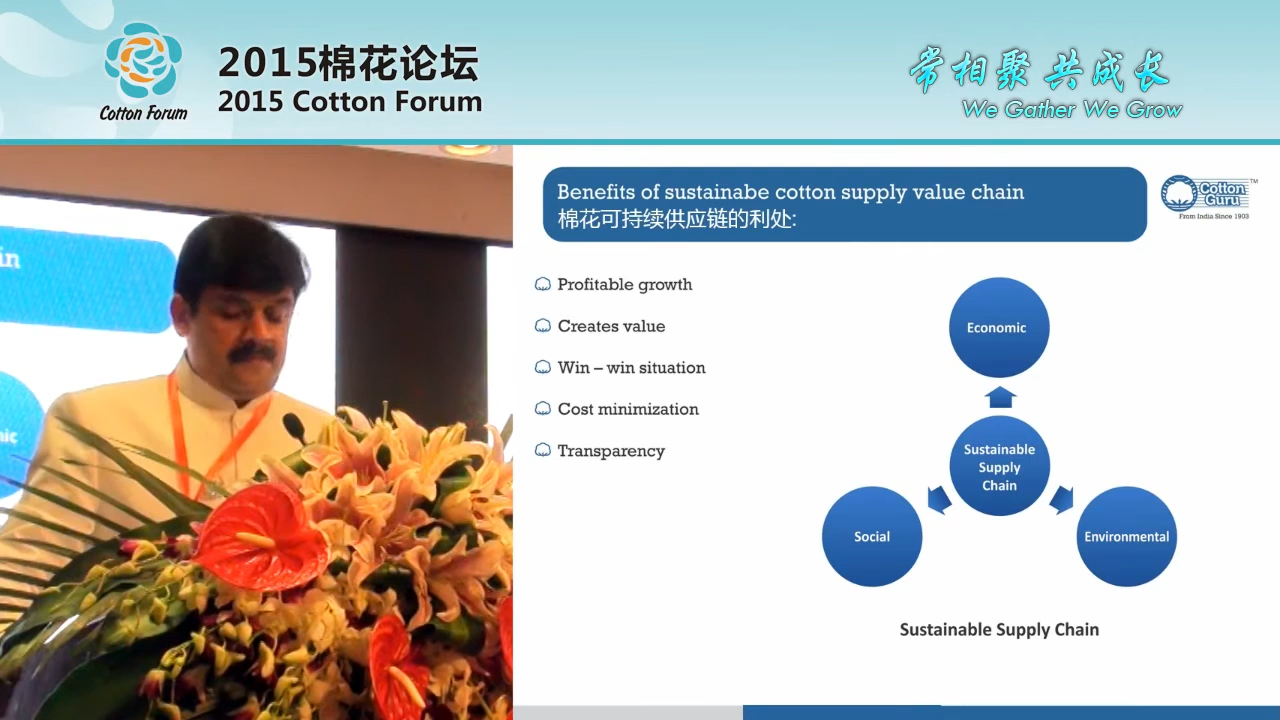 Cotton Forum
2015棉花论坛
2015 Cotton Forum
常相聚 共成长
We Gather We Grow
in
ic
Benefits of sustainabe cotton supply value chain
棉花可持续供应链的利处:
Cotton Guru TM
From India Since 1903
Profitable growth
Creates value
Win – win situation
Cost minimization
Transparency
Economic
Sustainable
Supply
Chain
Social
Environmental
Sustainable Supply Chain